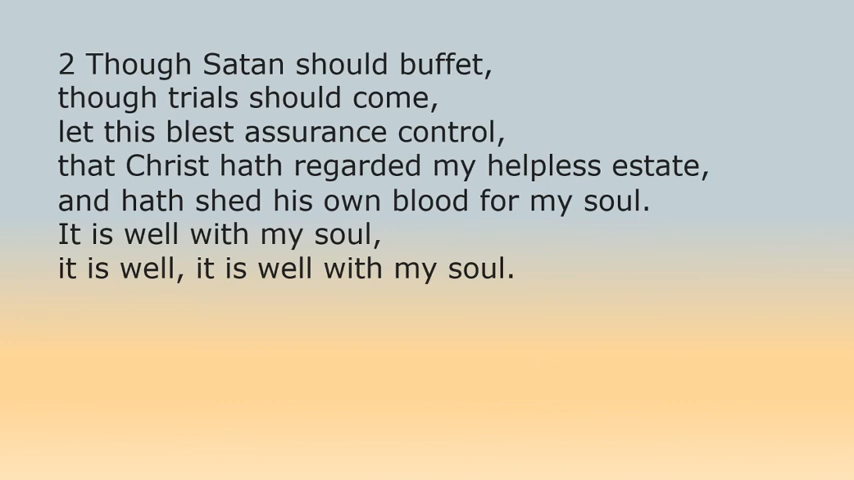 2 Though Satan should buffet,
though trials should come,
let this blest assurance control,
that Christ hath regarded my helpless estate,
and hath shed his own blood for my soul.
It is well with my soul,
it is well, it is well with my soul.